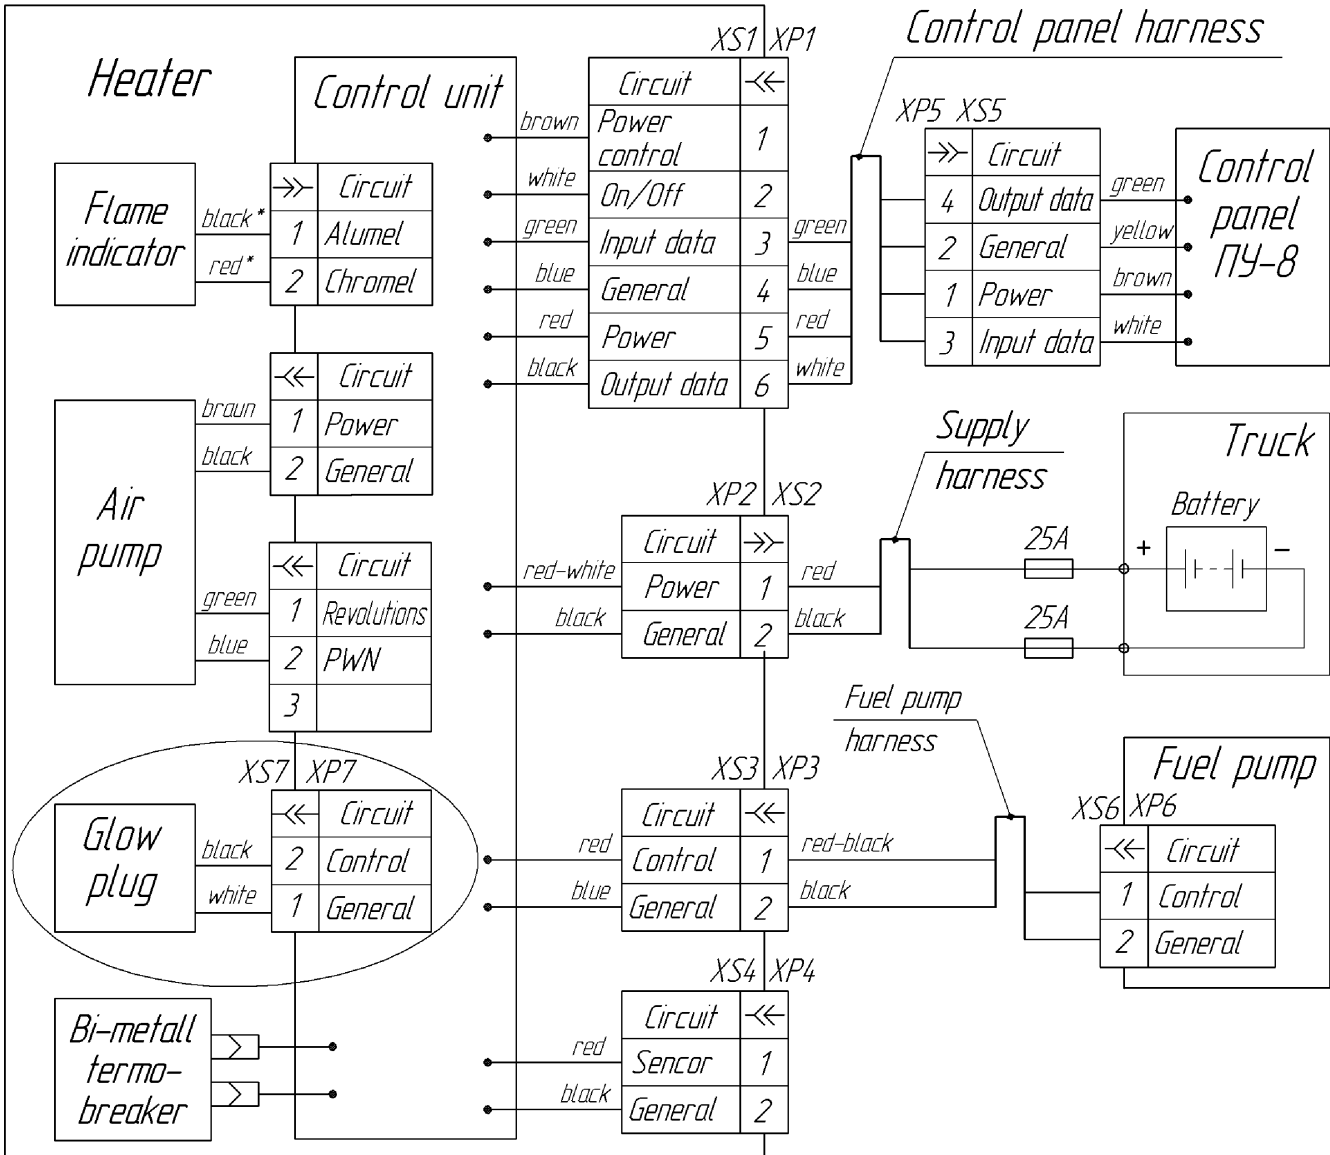 Heater
Control unit
Flame
indicator
black *
red *
Circuit
1 Alumel
2 Chromel
Air
pump
braun
black
Circuit
1 Power
2 General
green
blue
Circuit
1 Revolutions
2 PWN
3
XS7 XP7
Glow
plug
black
white
Circuit
2 Control
1 General
Bi-metall
termo-
breaker
XS1 XP1
Circuit
brown Power control 1
white On/Off 2
green Input data 3 green
blue General 4 blue
red Power 5 red
black Output data 6 white
Control panel harness
XP5 XS5
Circuit
4 Output data green
2 General yellow
1 Power brown
3 Input data white
Control
panel
ПУ-8
XP2 XS2
Circuit
red-white Power 1 red
black General 2 black
Supply
harness
25A
25A
Truck
Battery
+ −
XS3 XP3
Circuit
red Control 1 red-black
blue General 2 black
Fuel pump
harness
Fuel pump
XS6 XP6
Circuit
1 Control
2 General
XS4 XP4
Circuit
red Sencor 1
black General 2